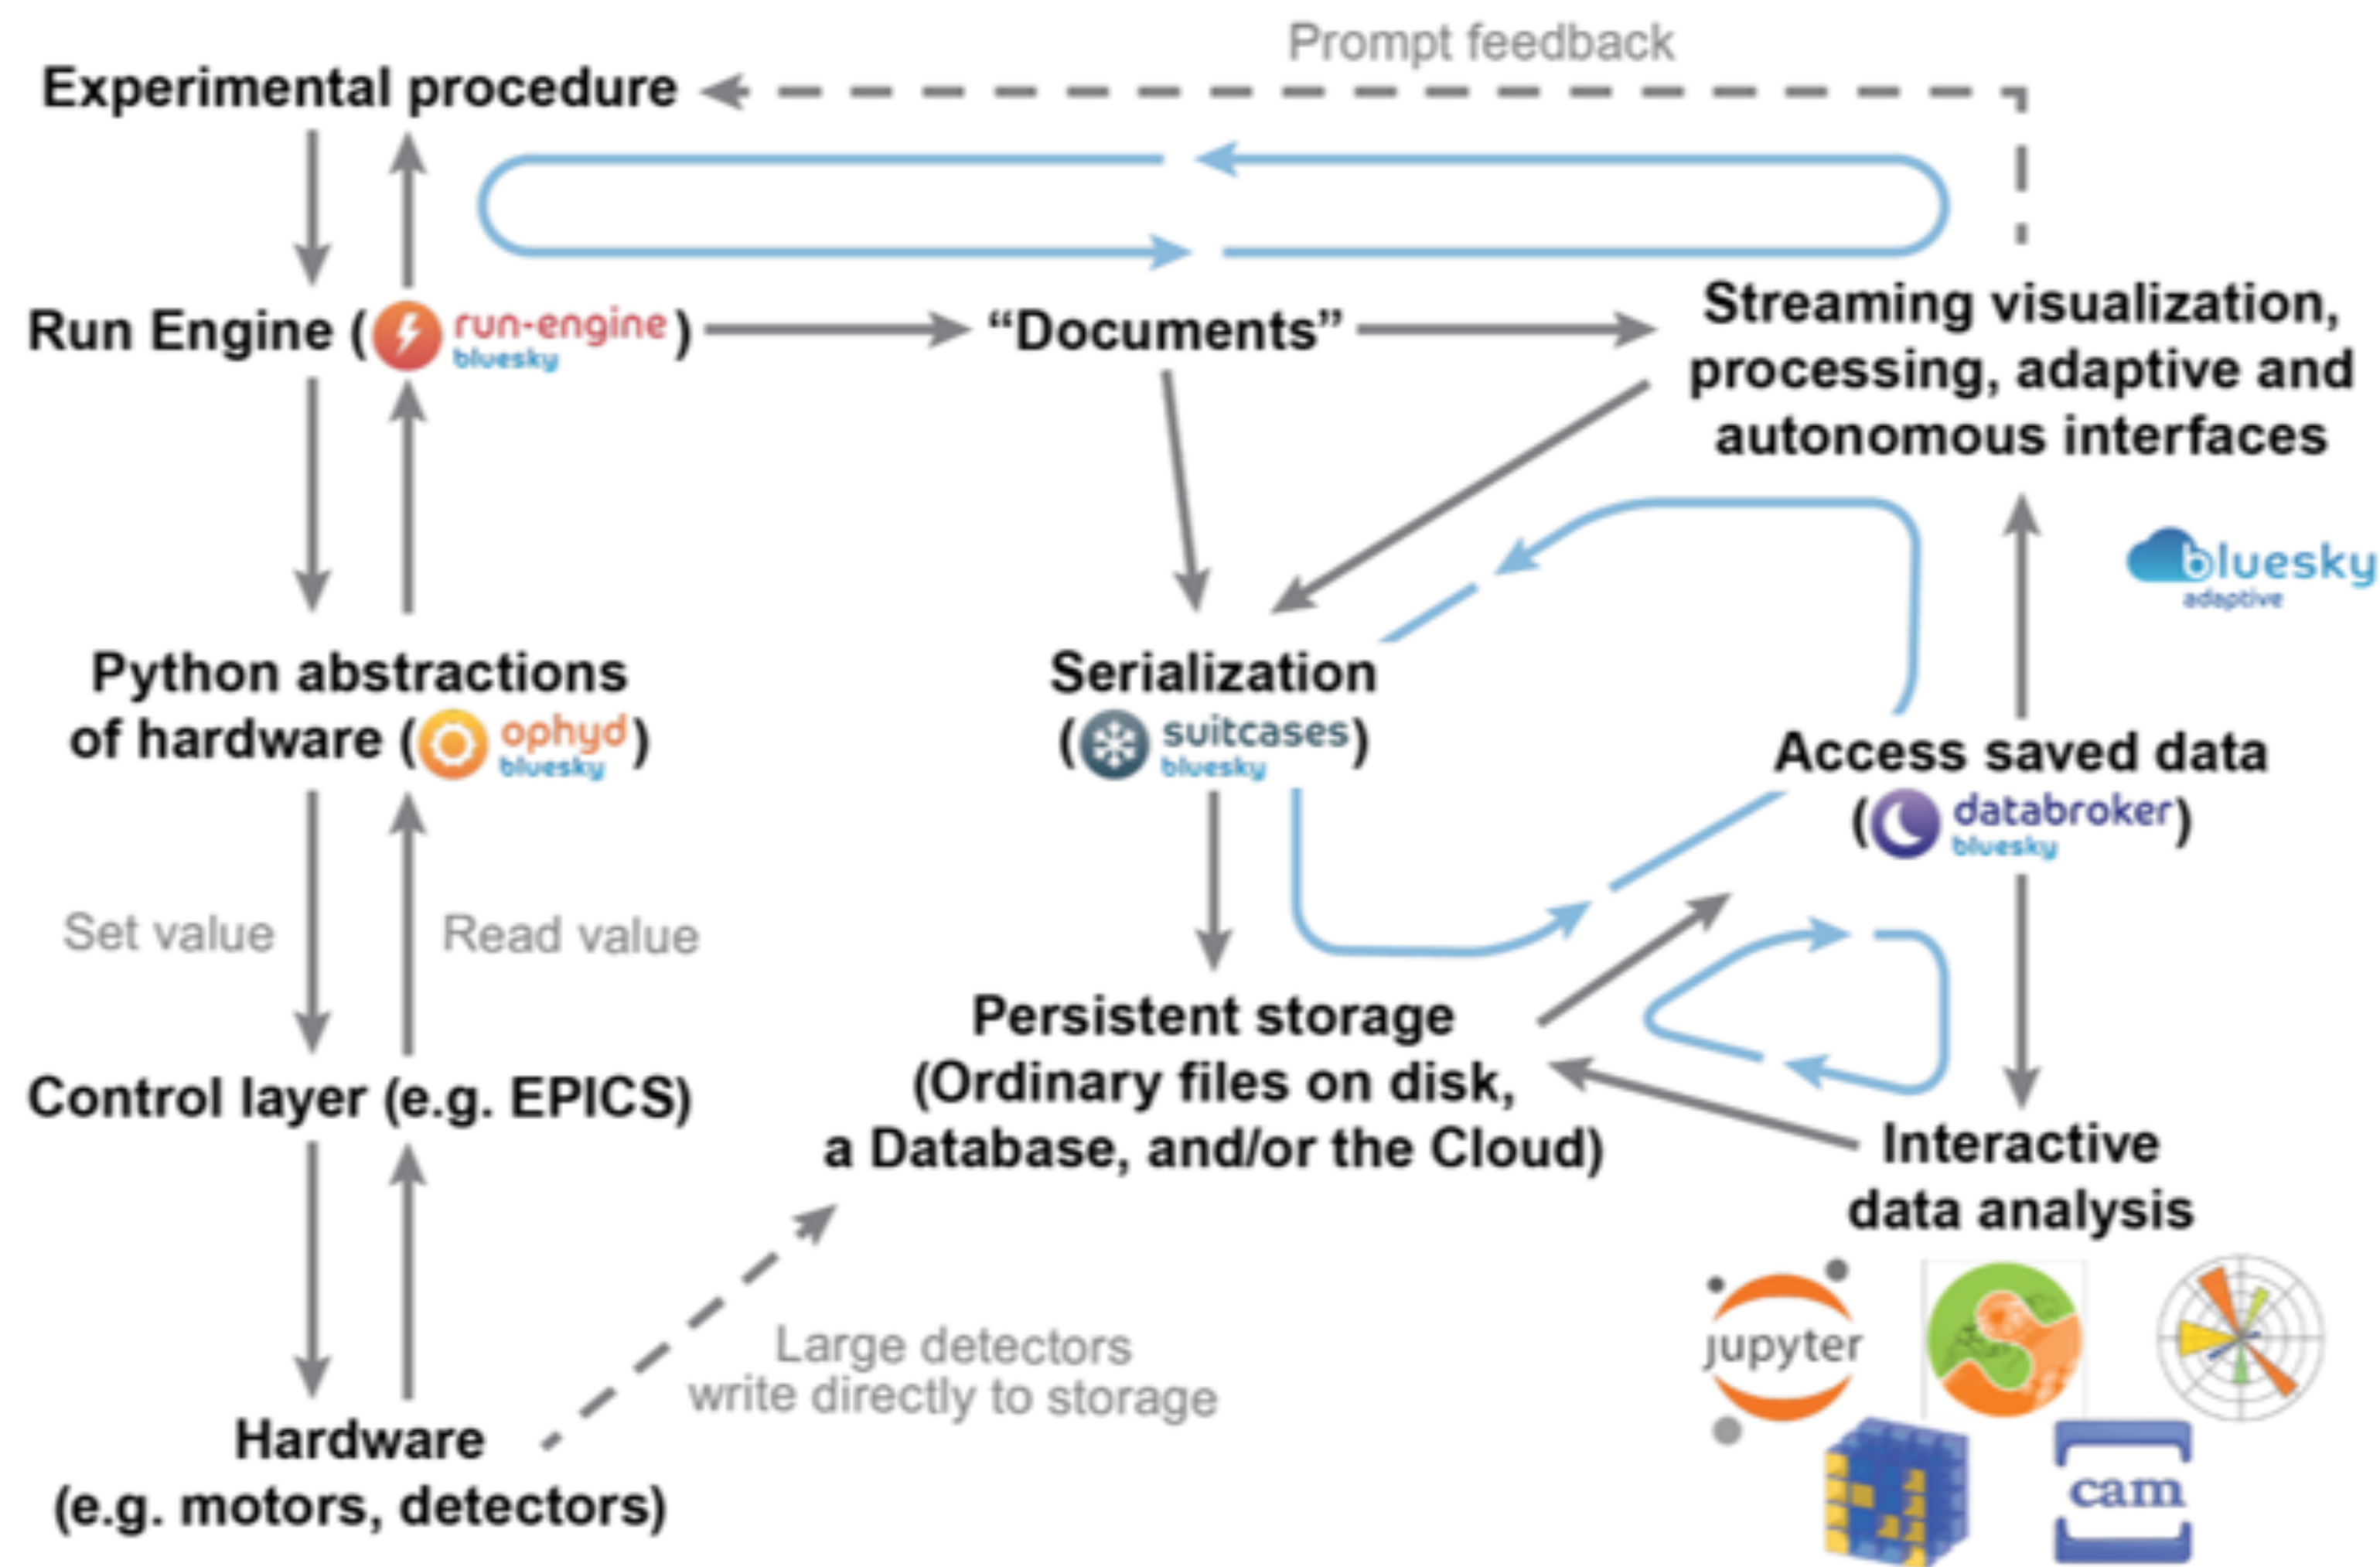 Prompt feedback
Experimental procedure
Run Engine ( run-engine )
bluesky
“Documents”
Streaming visualization,
processing, adaptive and
autonomous interfaces
bluesky
adaptive
Python abstractions
of hardware ( ophyd )
bluesky
Serialization
( suitcases )
bluesky
Access saved data
( databroker )
bluesky
Set value
Read value
Control layer (e.g. EPICS)
Persistent storage
(Ordinary files on disk,
a Database, and/or the Cloud)
Interactive
data analysis
Large detectors
write directly to storage
Hardware
(e.g. motors, detectors)
jupyter
cam